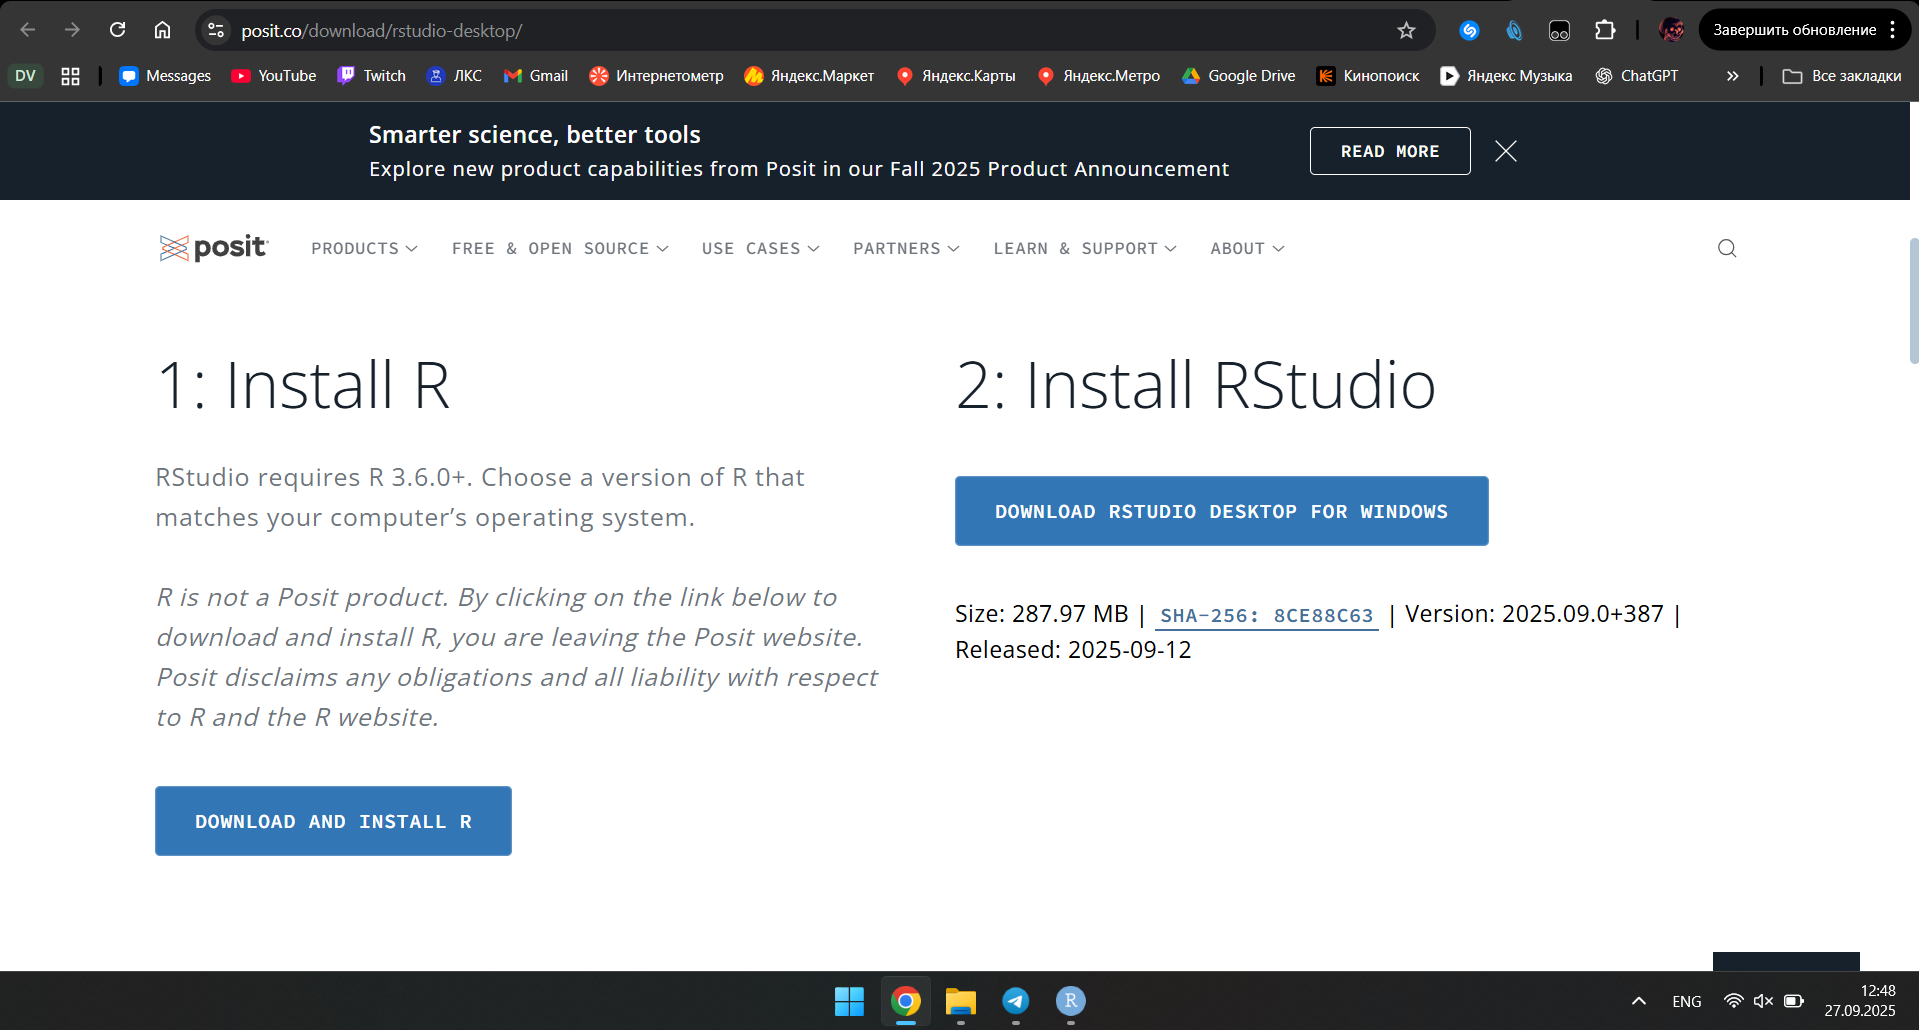 posit.co/download/rstudio-desktop/
Завершить обновление
DV
Messages
YouTube
Twitch
ЛКС
Gmail
Интернетометр
Яндекс.Маркет
Яндекс.Карты
Яндекс.Метро
Google Drive
Кинопоиск
Яндекс Музыка
ChatGPT
»
Все закладки
Smarter science, better tools
Explore new product capabilities from Posit in our Fall 2025 Product Announcement
READ MORE
posit
PRODUCTS
FREE & OPEN SOURCE
USE CASES
PARTNERS
LEARN & SUPPORT
ABOUT
1: Install R
RStudio requires R 3.6.0+. Choose a version of R that
matches your computer’s operating system.
R is not a Posit product. By clicking on the link below to
download and install R, you are leaving the Posit website.
Posit disclaims any obligations and all liability with respect
to R and the R website.
DOWNLOAD AND INSTALL R
2: Install RStudio
DOWNLOAD RSTUDIO DESKTOP FOR WINDOWS
Size: 287.97 MB | SHA-256: 8CE88C63 | Version: 2025.09.0+387 |
Released: 2025-09-12
R
ENG
12:48
27.09.2025